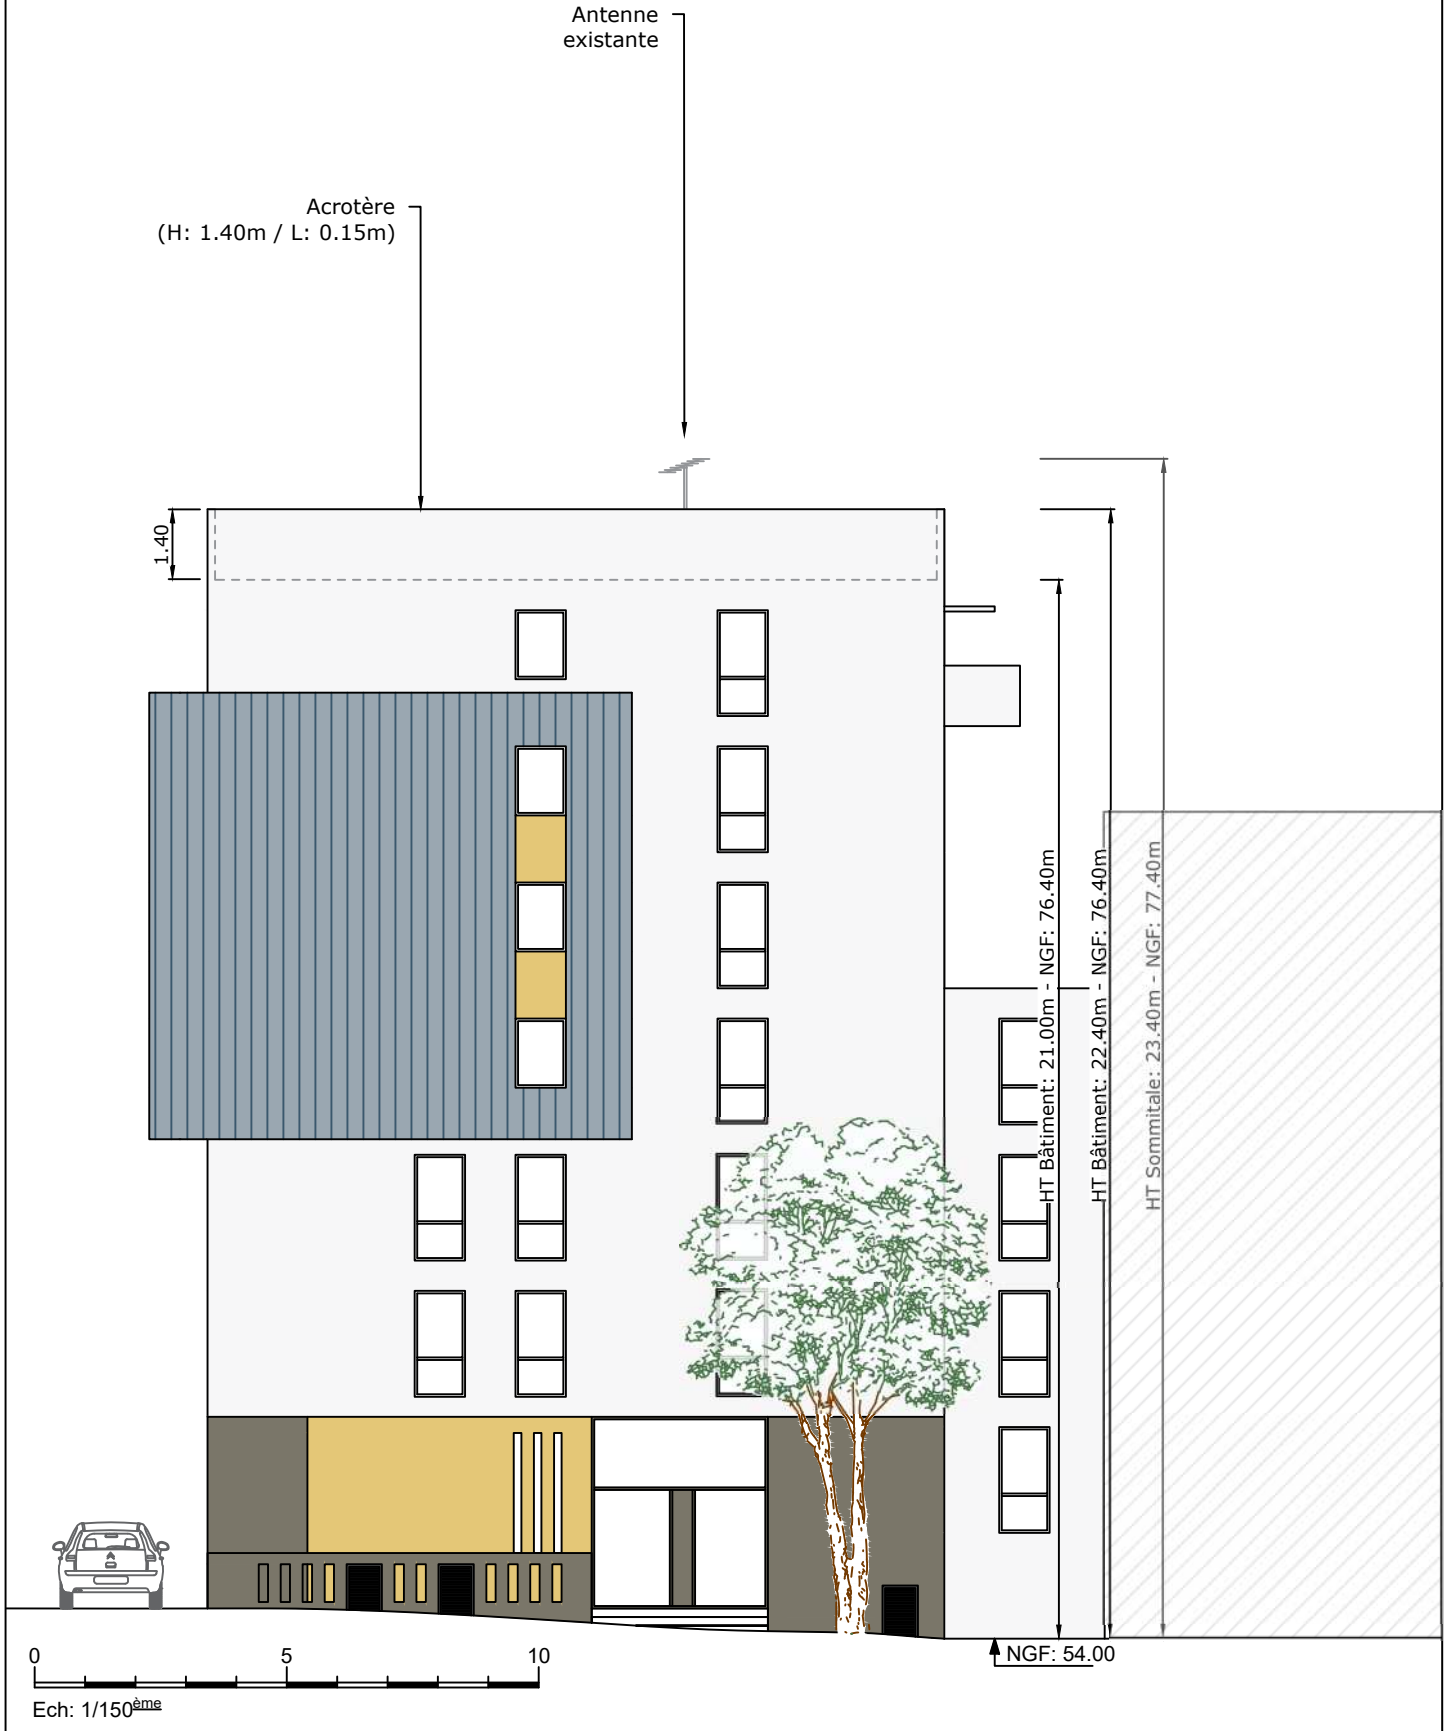 Antenne
existante
Acrotère
(H: 1.40m / L: 0.15m)
1.40
HT Bâtiment: 21.00m - NGF: 76.40m
HT Bâtiment: 22.40m - NGF: 76.40m
HT Sommitale: 23.40m - NGF: 77.40m
NGF: 54.00
0 5 10
Ech: 1/150ème